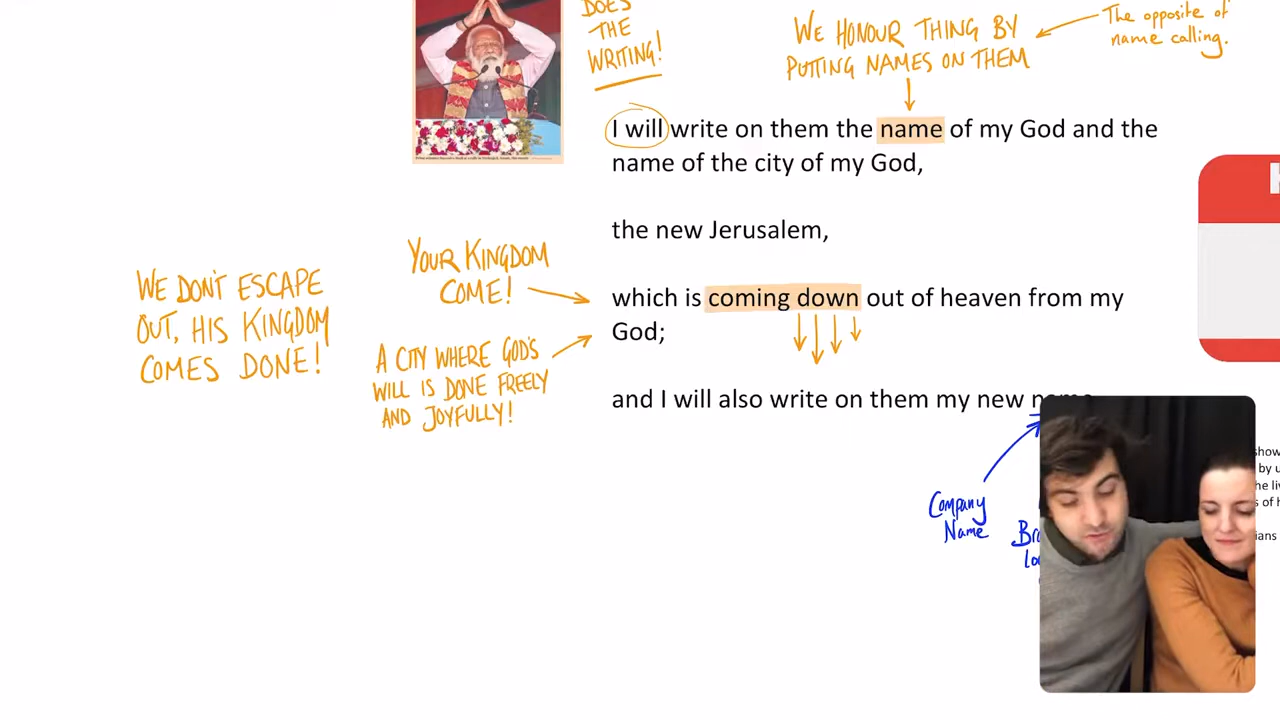 DOES
THE
WRITING!
WE HONOUR THING BY
PUTTING NAMES ON THEM
The opposite of
name calling.
I will write on them the name of my God and the
name of the city of my God,
the new Jerusalem,
YOUR KINGDOM
COME!
which is coming down out of heaven from my
God;
WE DON'T ESCAPE
OUT, HIS KINGDOM
COMES DONE!
A CITY WHERE GOD'S
WILL IS DONE FREELY
AND JOYFULLY!
and I will also write on them my new name
Company
Name